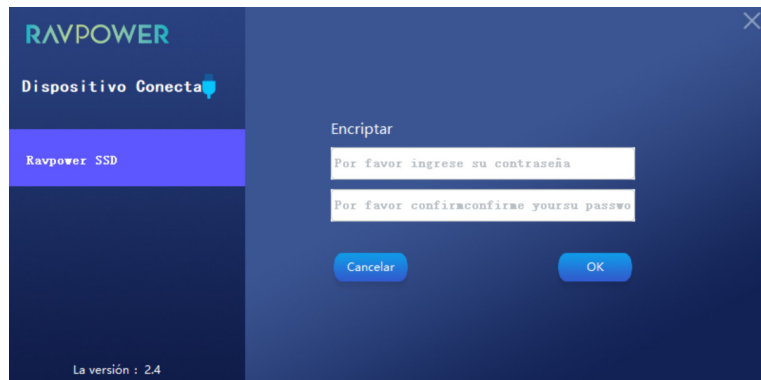 RAVPOWER
Dispositivo Conecta
Ravpower SSD
La versión : 2.4
Encriptar
Por favor ingrese su contraseña
Por favor confirmconfirme yoursu passwo
Cancelar
OK